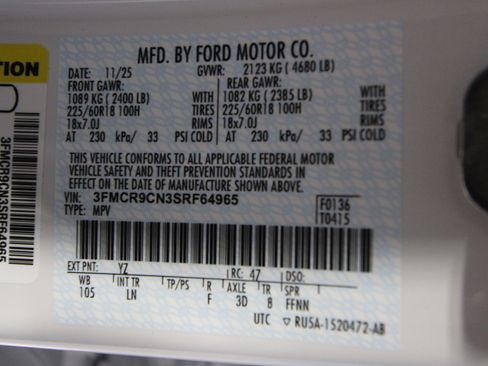 MFD. BY FORD MOTOR CO.
DATE: 11/25 GVWR: 2123 KG ( 4680 LB)
FRONT GAWR: REAR GAWR:
1089 KG ( 2400 LB) WITH 1082 KG ( 2385 LB) WITH
225/60R18 100H TIRES 225/60R18 100H TIRES
18x7.0J RIMS 18x7.0J RIMS
AT 230 kPa/ 33 PSI COLD AT 230 kPa/ 33 PSI COLD
THIS VEHICLE CONFORMS TO ALL APPLICABLE FEDERAL MOTOR
VEHICLE SAFETY AND THEFT PREVENTION STANDARDS IN
EFFECT ON THE DATE OF MANUFACTURE SHOWN ABOVE.
VIN: 3FMCR9CN3SRF64965 F0136
TYPE: MPV T0415
EXT PNT: YZ RC: 47 DSO:
WB INT TR TP/PS R AXLE TR SPR
105 LN F 3D 8 FFNN
UTC ▽ RU5A-1520472-AB
TION
3FMCR9CN3SRF64965